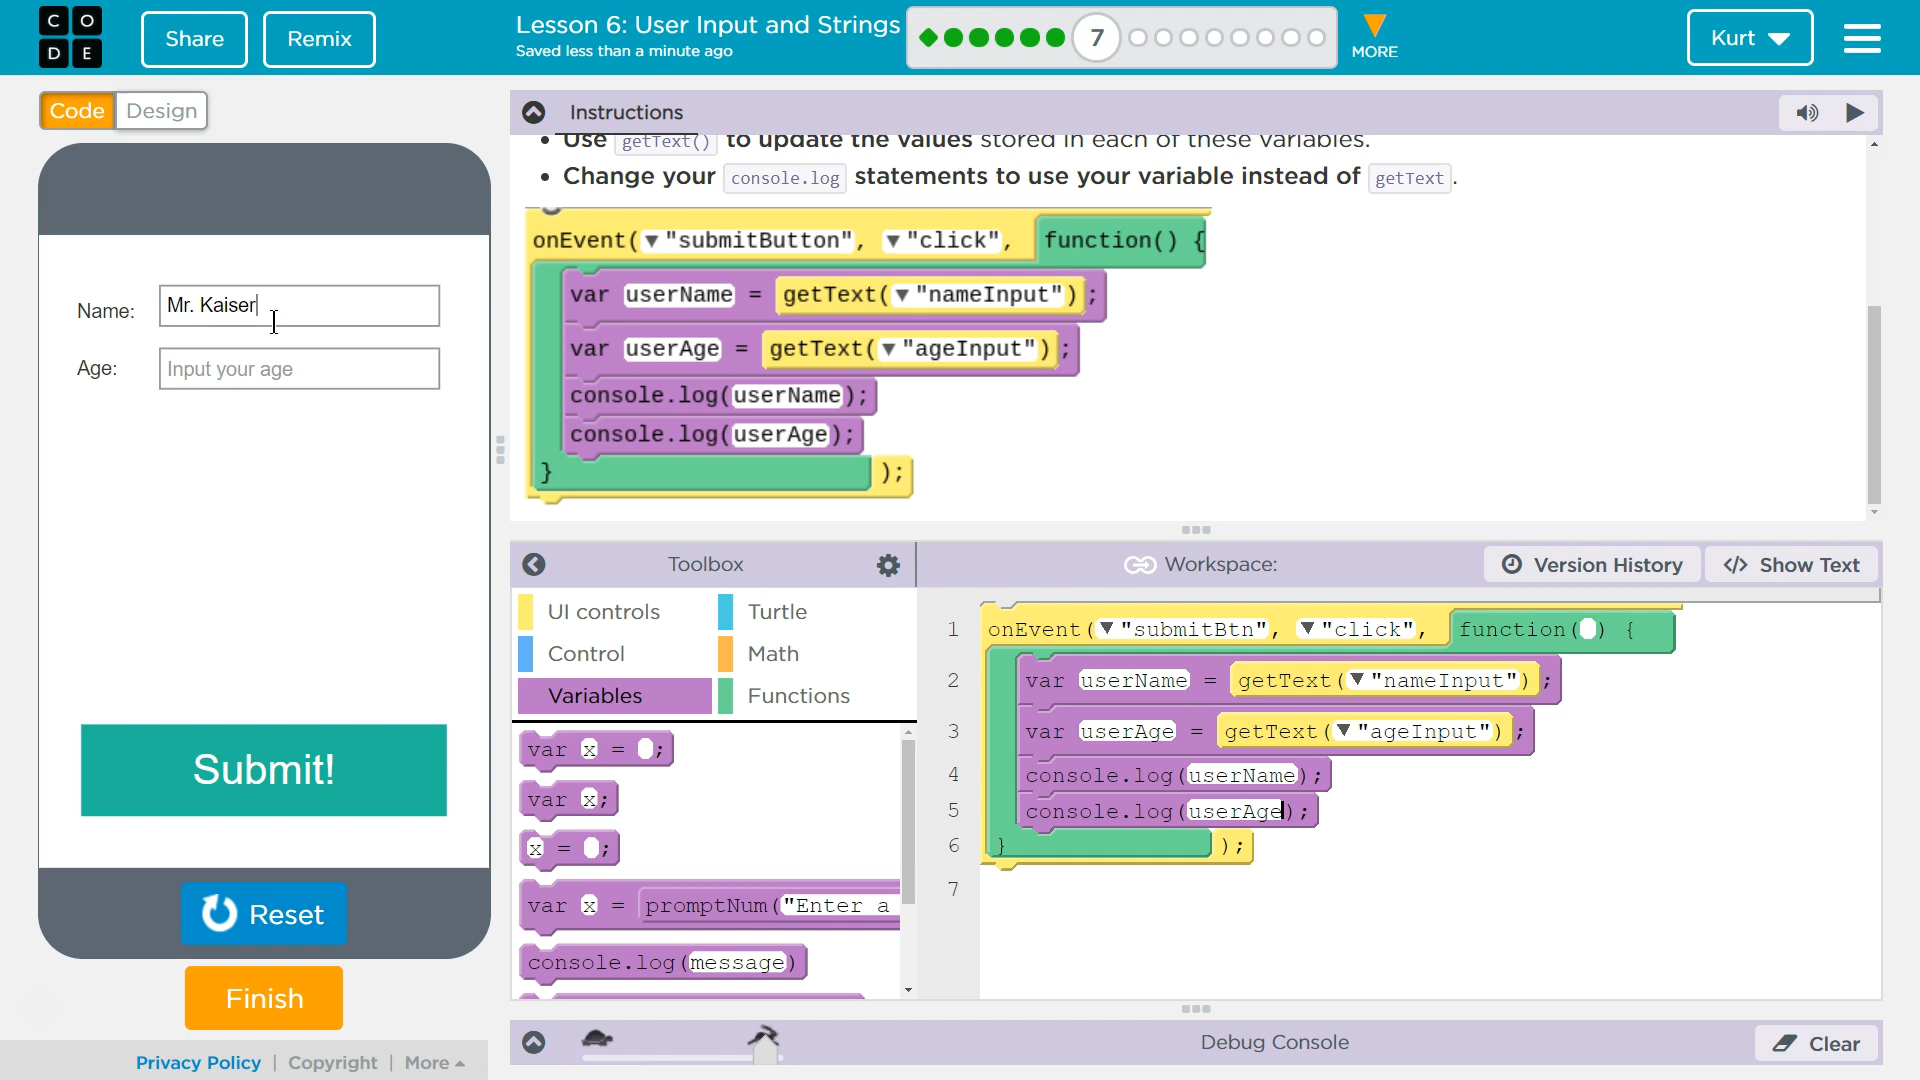 CODE
Share
Remix
Lesson 6: User Input and Strings
Saved less than a minute ago
7
MORE
Kurt
Code
Design
Instructions
• Use getText() to update the values stored in each of these variables.
• Change your console.log statements to use your variable instead of getText.
onEvent(▼"submitButton", ▼"click", function() {
var userName = getText(▼"nameInput");
var userAge = getText(▼"ageInput");
console.log(userName);
console.log(userAge);
} );
Name:
Mr. Kaiser
Age:
Input your age
Submit!
Reset
Finish
Privacy Policy | Copyright | More
Toolbox
UI controls
Turtle
Control
Math
Variables
Functions
var x = ;
var x;
x = ;
var x = promptNum("Enter a
console.log(message)
Workspace:
Version History
</> Show Text
1 onEvent(▼"submitBtn", ▼"click", function() {
2 var userName = getText(▼"nameInput");
3 var userAge = getText(▼"ageInput");
4 console.log(userName);
5 console.log(userAge);
6 } );
7
Debug Console
Clear